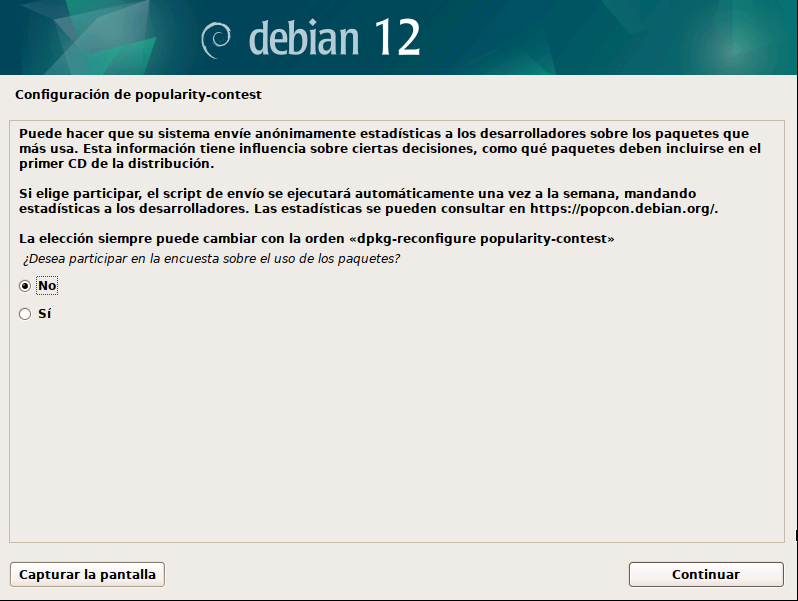 debian 12
Configuración de popularity-contest
Puede hacer que su sistema envíe anónimamente estadísticas a los desarrolladores sobre los paquetes que
más usa. Esta información tiene influencia sobre ciertas decisiones, como qué paquetes deben incluirse en el
primer CD de la distribución.
Si elige participar, el script de envío se ejecutará automáticamente una vez a la semana, mandando
estadísticas a los desarrolladores. Las estadísticas se pueden consultar en https://popcon.debian.org/.
La elección siempre puede cambiar con la orden «dpkg-reconfigure popularity-contest»
¿Desea participar en la encuesta sobre el uso de los paquetes?
No
Sí
Capturar la pantalla
Continuar